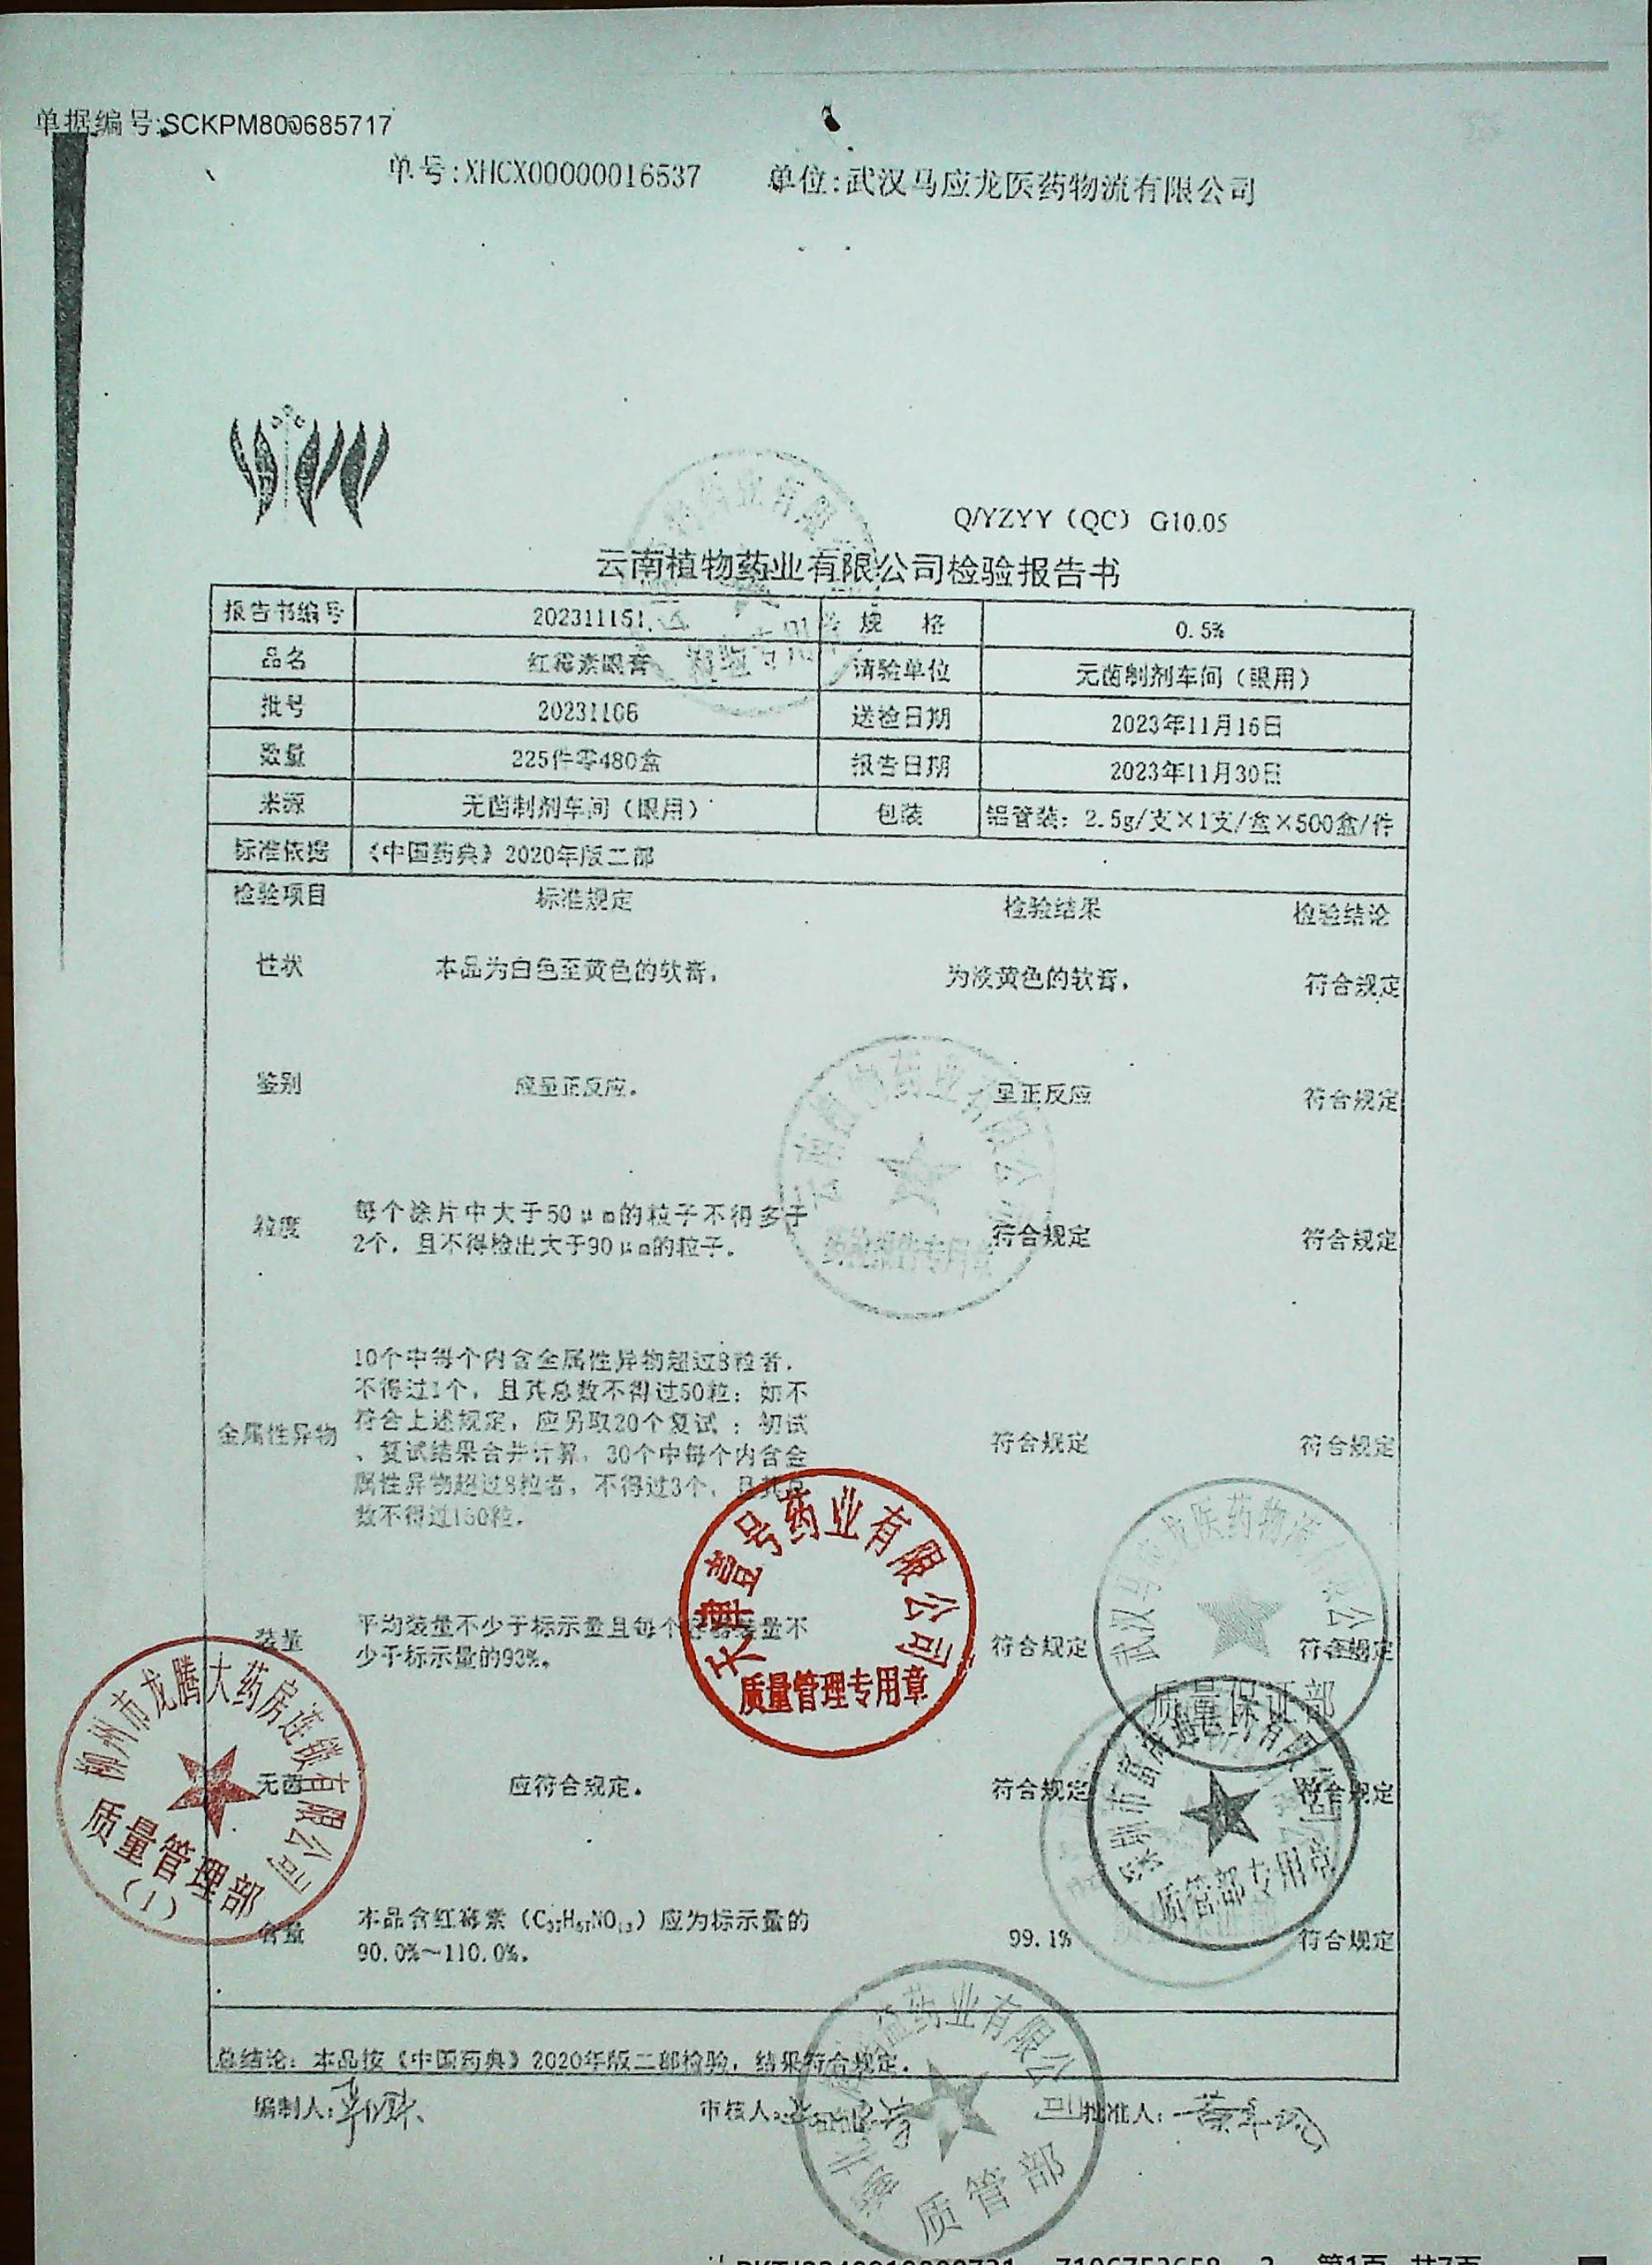 单据编号:SCKPM800685717
单号:XHCX00000016537 单位:武汉马应龙医药物流有限公司
Q/YZYY（QC）G10.05
云南植物药业有限公司检验报告书
报告书编号 202311151 规 格 0.5%
品名 红霉素眼膏 请验单位 无菌制剂车间（眼用）
批号 20231106 送检日期 2023年11月16日
数量 225件零480盒 报告日期 2023年11月30日
来源 无菌制剂车间（眼用） 包装 铝管装：2.5g/支×1支/盒×500盒/件
标准依据 《中国药典》2020年版二部
检验项目 标准规定 检验结果 检验结论
性状 本品为白色至黄色的软膏. 为淡黄色的软膏. 符合规定
鉴别 应呈正反应. 呈正反应 符合规定
粒度 每个涂片中大于50μm的粒子不得多于
2个，且不得检出大于90μm的粒子. 符合规定 符合规定
金属性异物 10个中每个内含金属性异物超过8粒者，
不得过1个，且其总数不得过50粒；如不
符合上述规定，应另取20个复试；初试
、复试结果合并计算，30个中每个内含金
属性异物超过8粒者，不得过3个，且其总
数不得过150粒. 符合规定 符合规定
装量 平均装量不少于标示量且每个容器装量不
少于标示量的93%. 符合规定 符合规定
无菌 应符合规定. 符合规定 符合规定
含量 本品含红霉素（C₃₇H₆₇NO₁₃）应为标示量的
90.0%～110.0%. 99.1% 符合规定
总结论：本品按《中国药典》2020年版二部检验，结果符合规定.
编制人: 审核人: 批准人:
天津壹号药业有限公司
质量管理专用章
柳州市龙腾大药房连锁有限公司
质量管理部
(1)
武汉马应龙医药物流有限公司
质量保证部
质管部专用章
云南植物药业有限公司
质管部
第1页 共7页